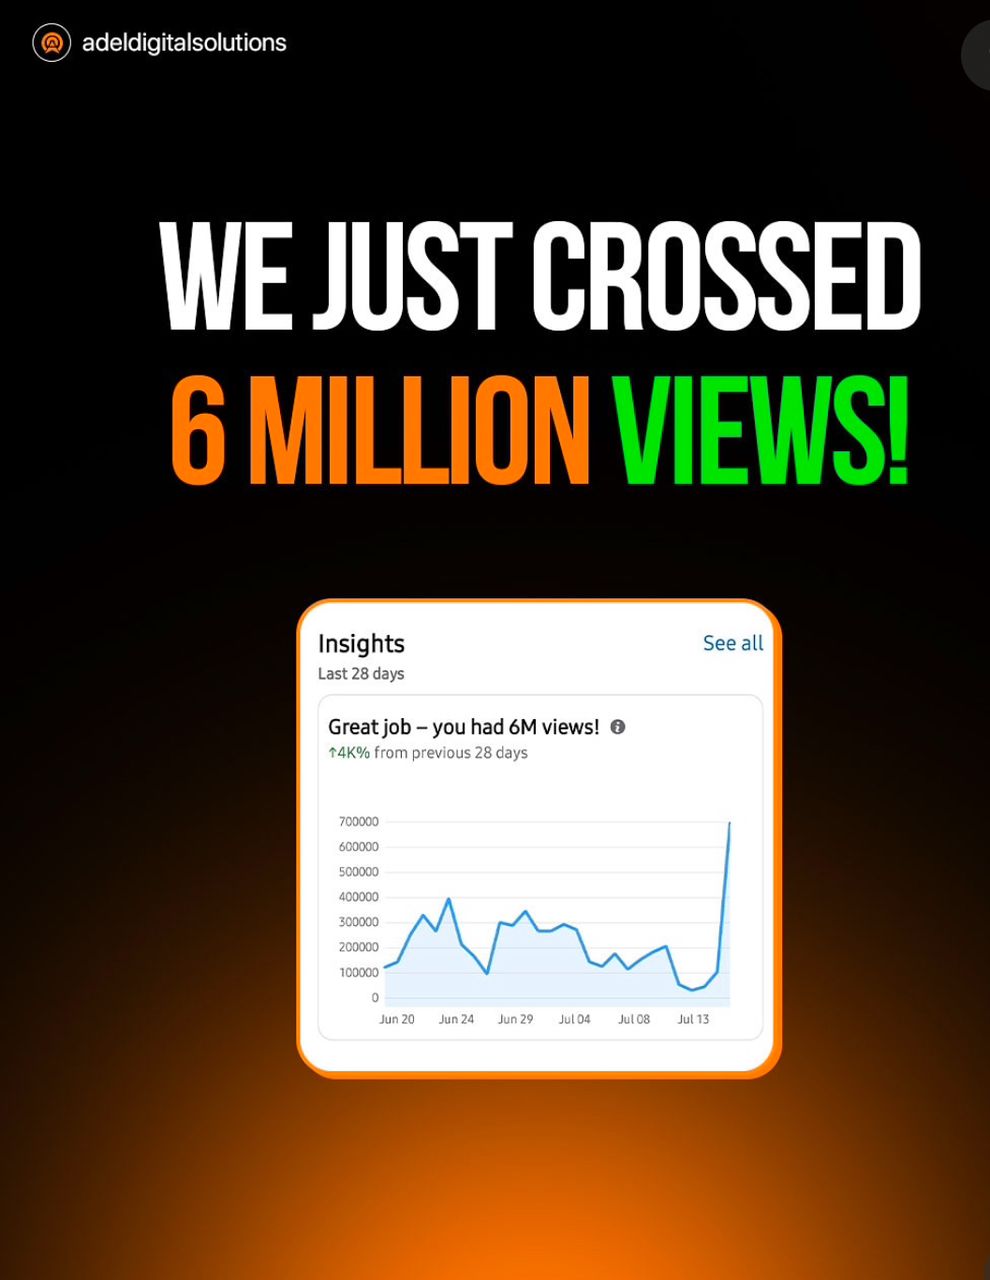 adeldigitalsolutions
WE JUST CROSSED
6 MILLION VIEWS!
Insights
See all
Last 28 days
Great job – you had 6M views!
↑4K% from previous 28 days
700000
600000
500000
400000
300000
200000
100000
0
Jun 20 Jun 24 Jun 29 Jul 04 Jul 08 Jul 13